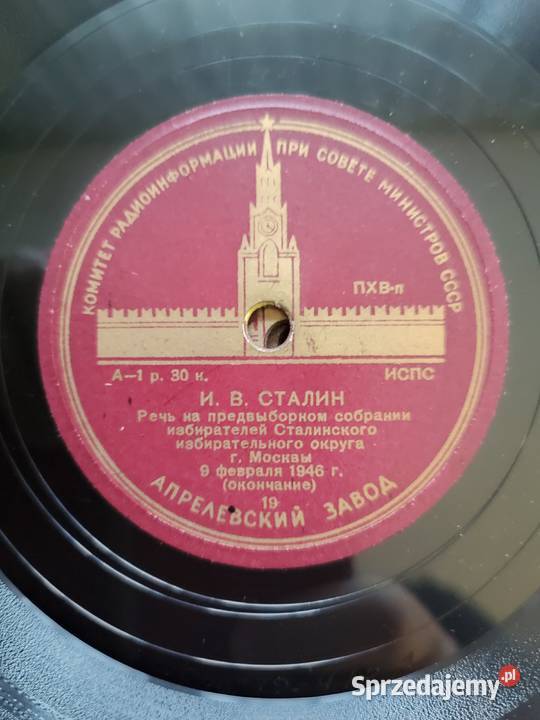 КОМИТЕТ РАДИОИНФОРМАЦИИ ПРИ СОВЕТЕ МИНИСТРОВ СССР
ПХВ-п
А—1 р. 30 к.
ИСПС
И. В. СТАЛИН
Речь на предвыборном собрании
избирателей Сталинского
избирательного округа
г. Москвы
9 февраля 1946 г.
(окончание)
19
АПРЕЛЕВСКИЙ ЗАВОД
Sprzedajemy.pl